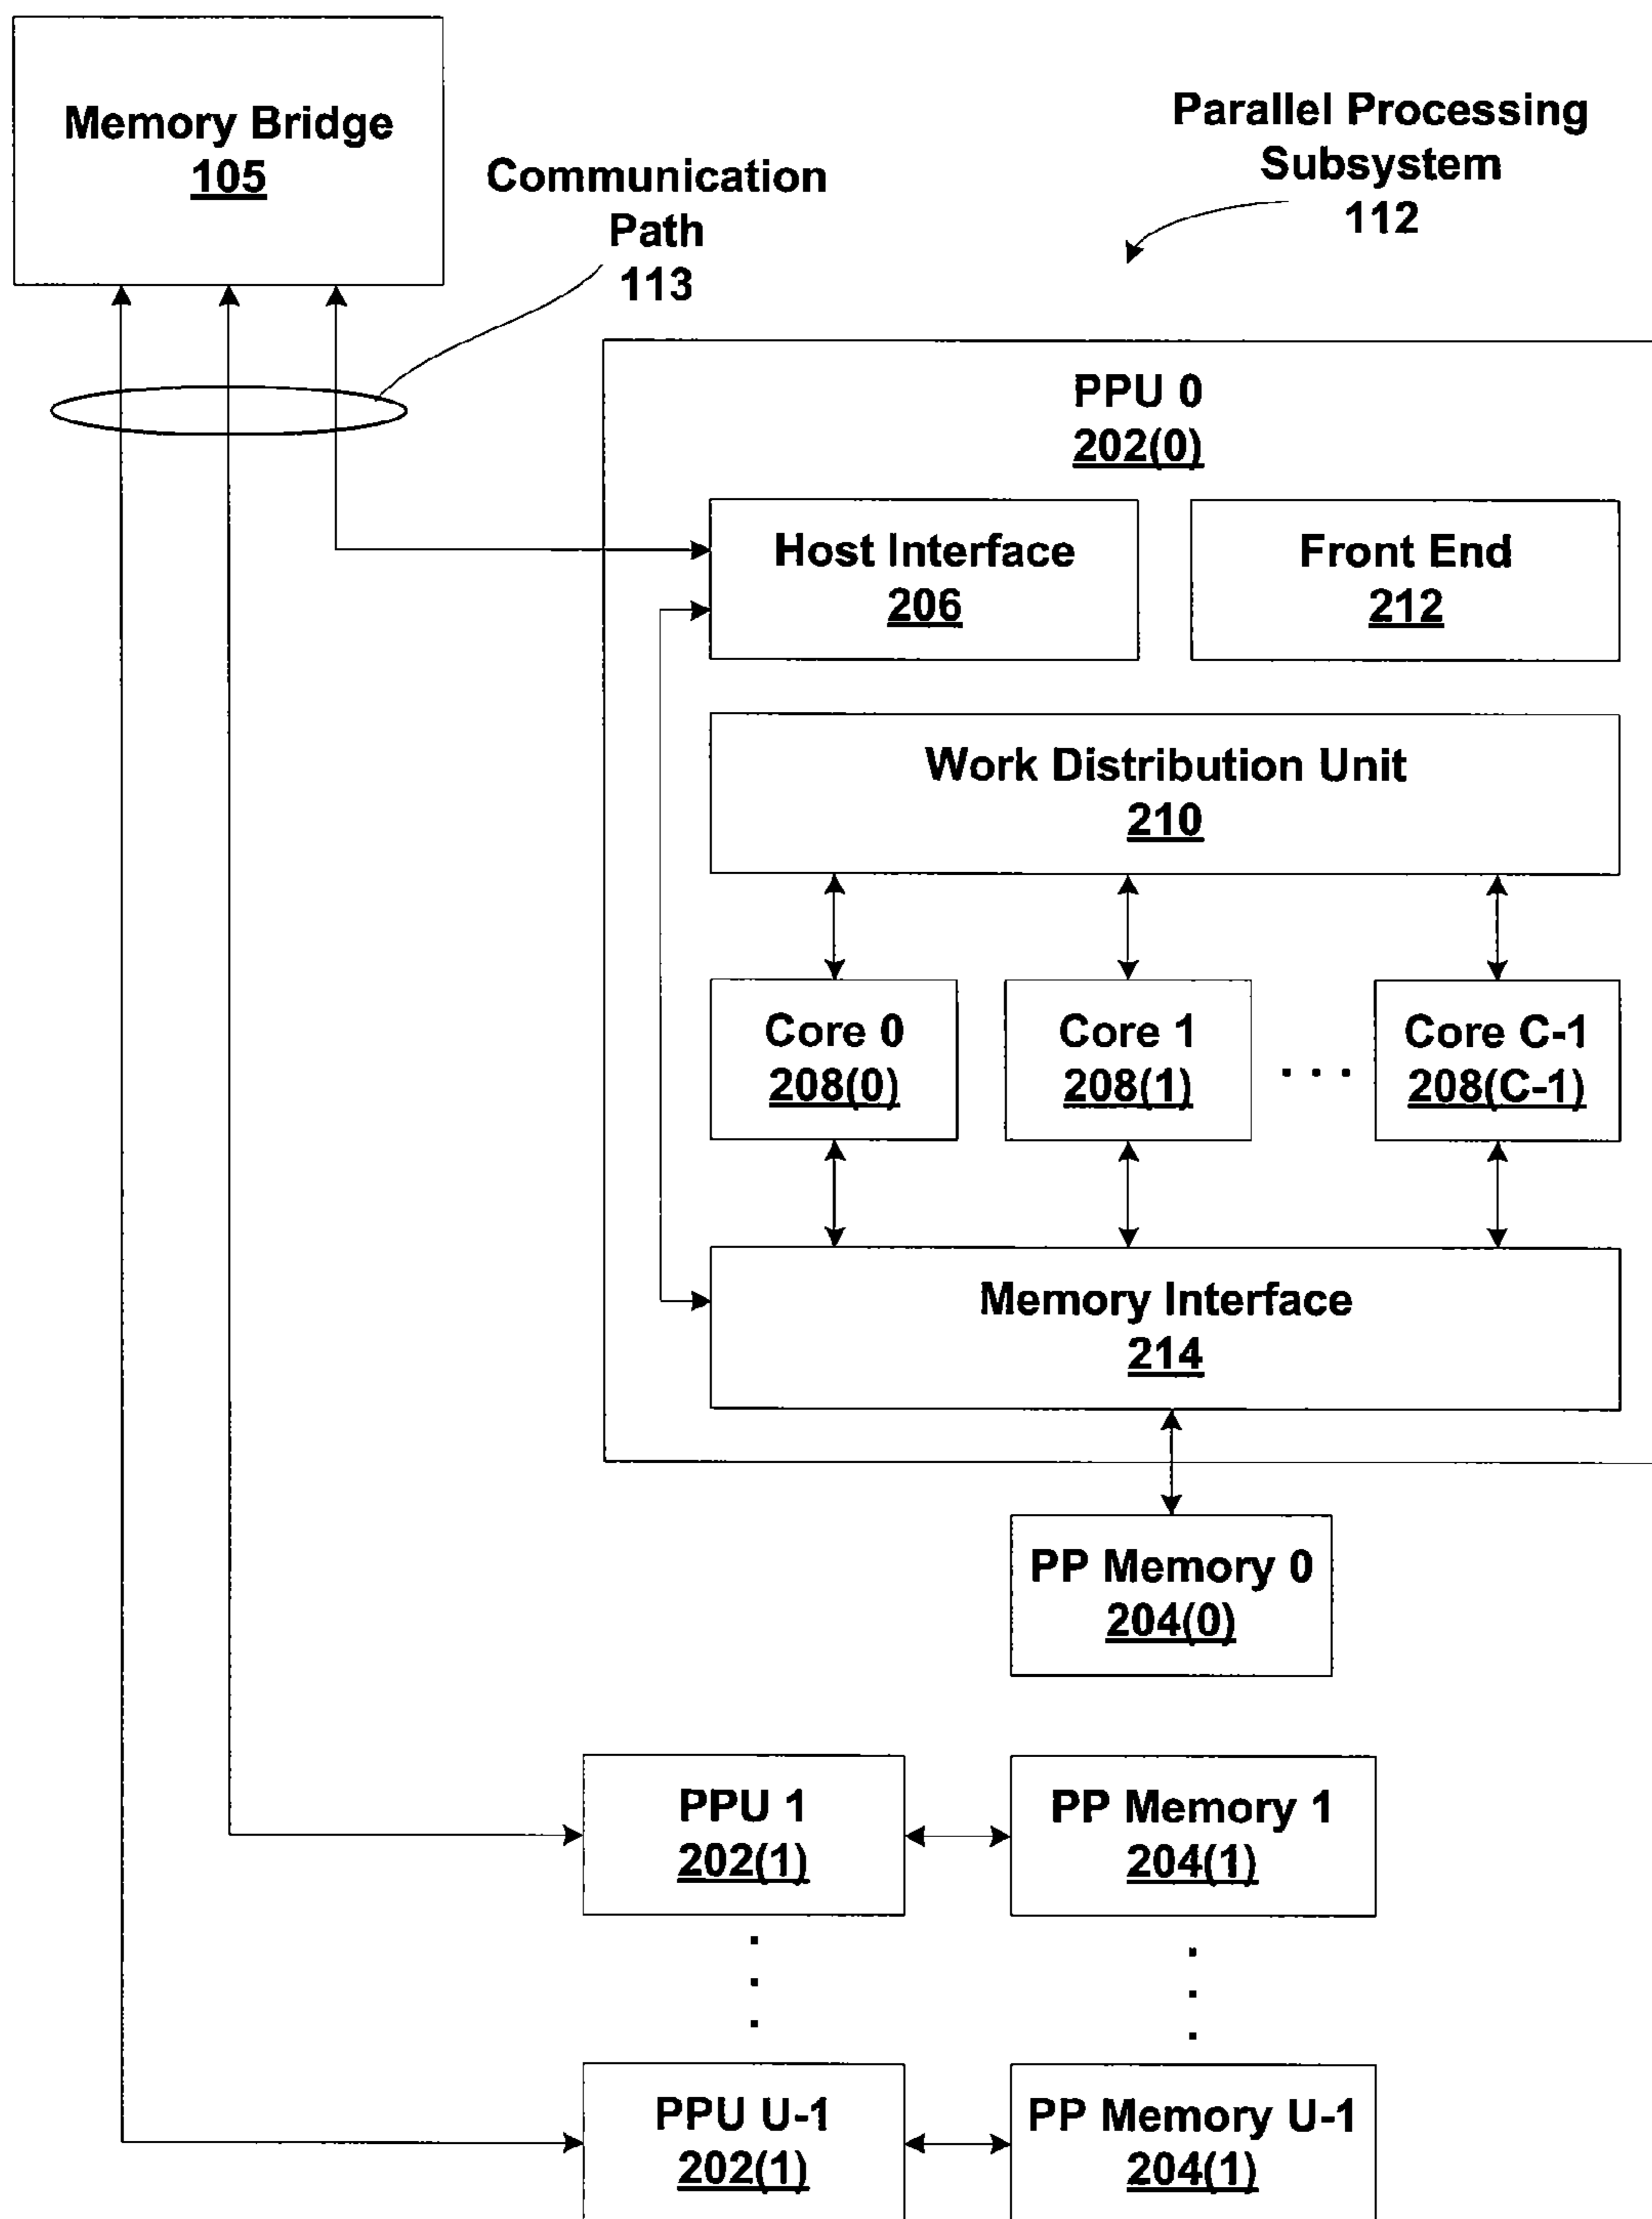 Memory Bridge
105
Communication
Path
113
Parallel Processing
Subsystem
112
PPU 0
202(0)
Host Interface
206
Front End
212
Work Distribution Unit
210
Core 0
208(0)
Core 1
208(1)
. . .
Core C-1
208(C-1)
Memory Interface
214
PP Memory 0
204(0)
PPU 1
202(1)
PP Memory 1
204(1)
PPU U-1
202(1)
PP Memory U-1
204(1)